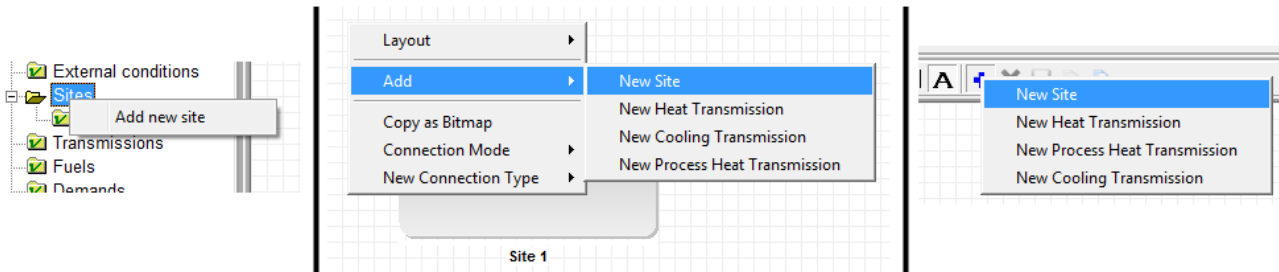 External conditions
Sites
Add new site
Transmissions
Fuels
Demands
Layout
Add
Copy as Bitmap
Connection Mode
New Connection Type
New Site
New Heat Transmission
New Cooling Transmission
New Process Heat Transmission
Site 1
A
New Site
New Heat Transmission
New Process Heat Transmission
New Cooling Transmission